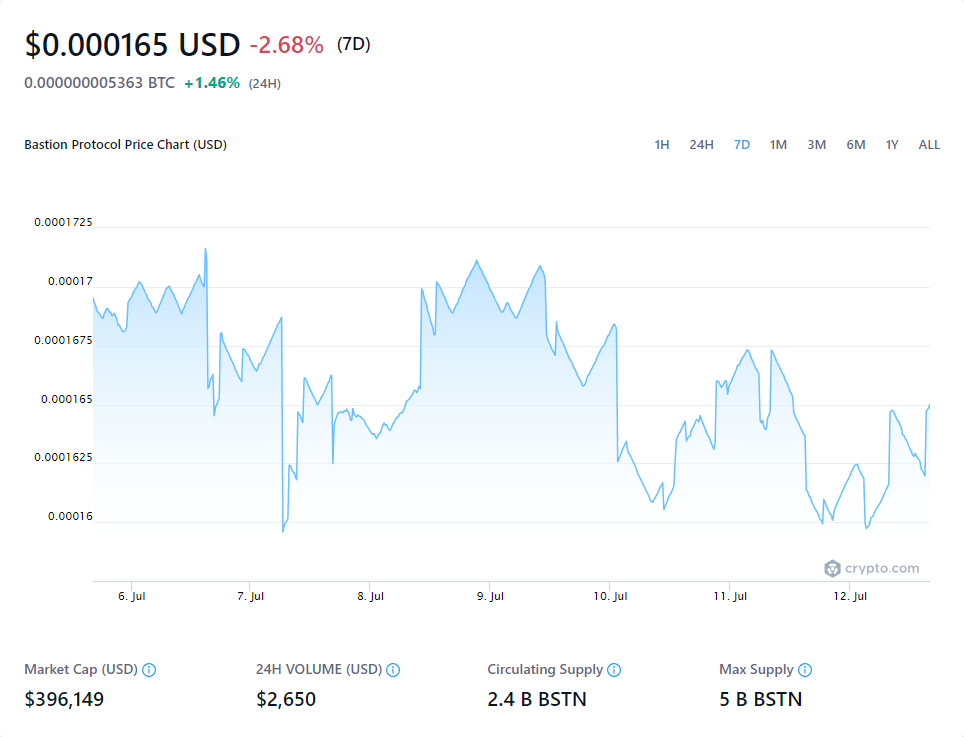 $0.000165 USD -2.68% (7D)
0.000000005363 BTC +1.46% (24H)
Bastion Protocol Price Chart (USD) 1H 24H 7D 1M 3M 6M 1Y ALL
0.0001725
0.00017
0.0001675
0.000165
0.0001625
0.00016
crypto.com
6. Jul 7. Jul 8. Jul 9. Jul 10. Jul 11. Jul 12. Jul
Market Cap (USD) 24H VOLUME (USD) Circulating Supply Max Supply
$396,149 $2,650 2.4 B BSTN 5 B BSTN